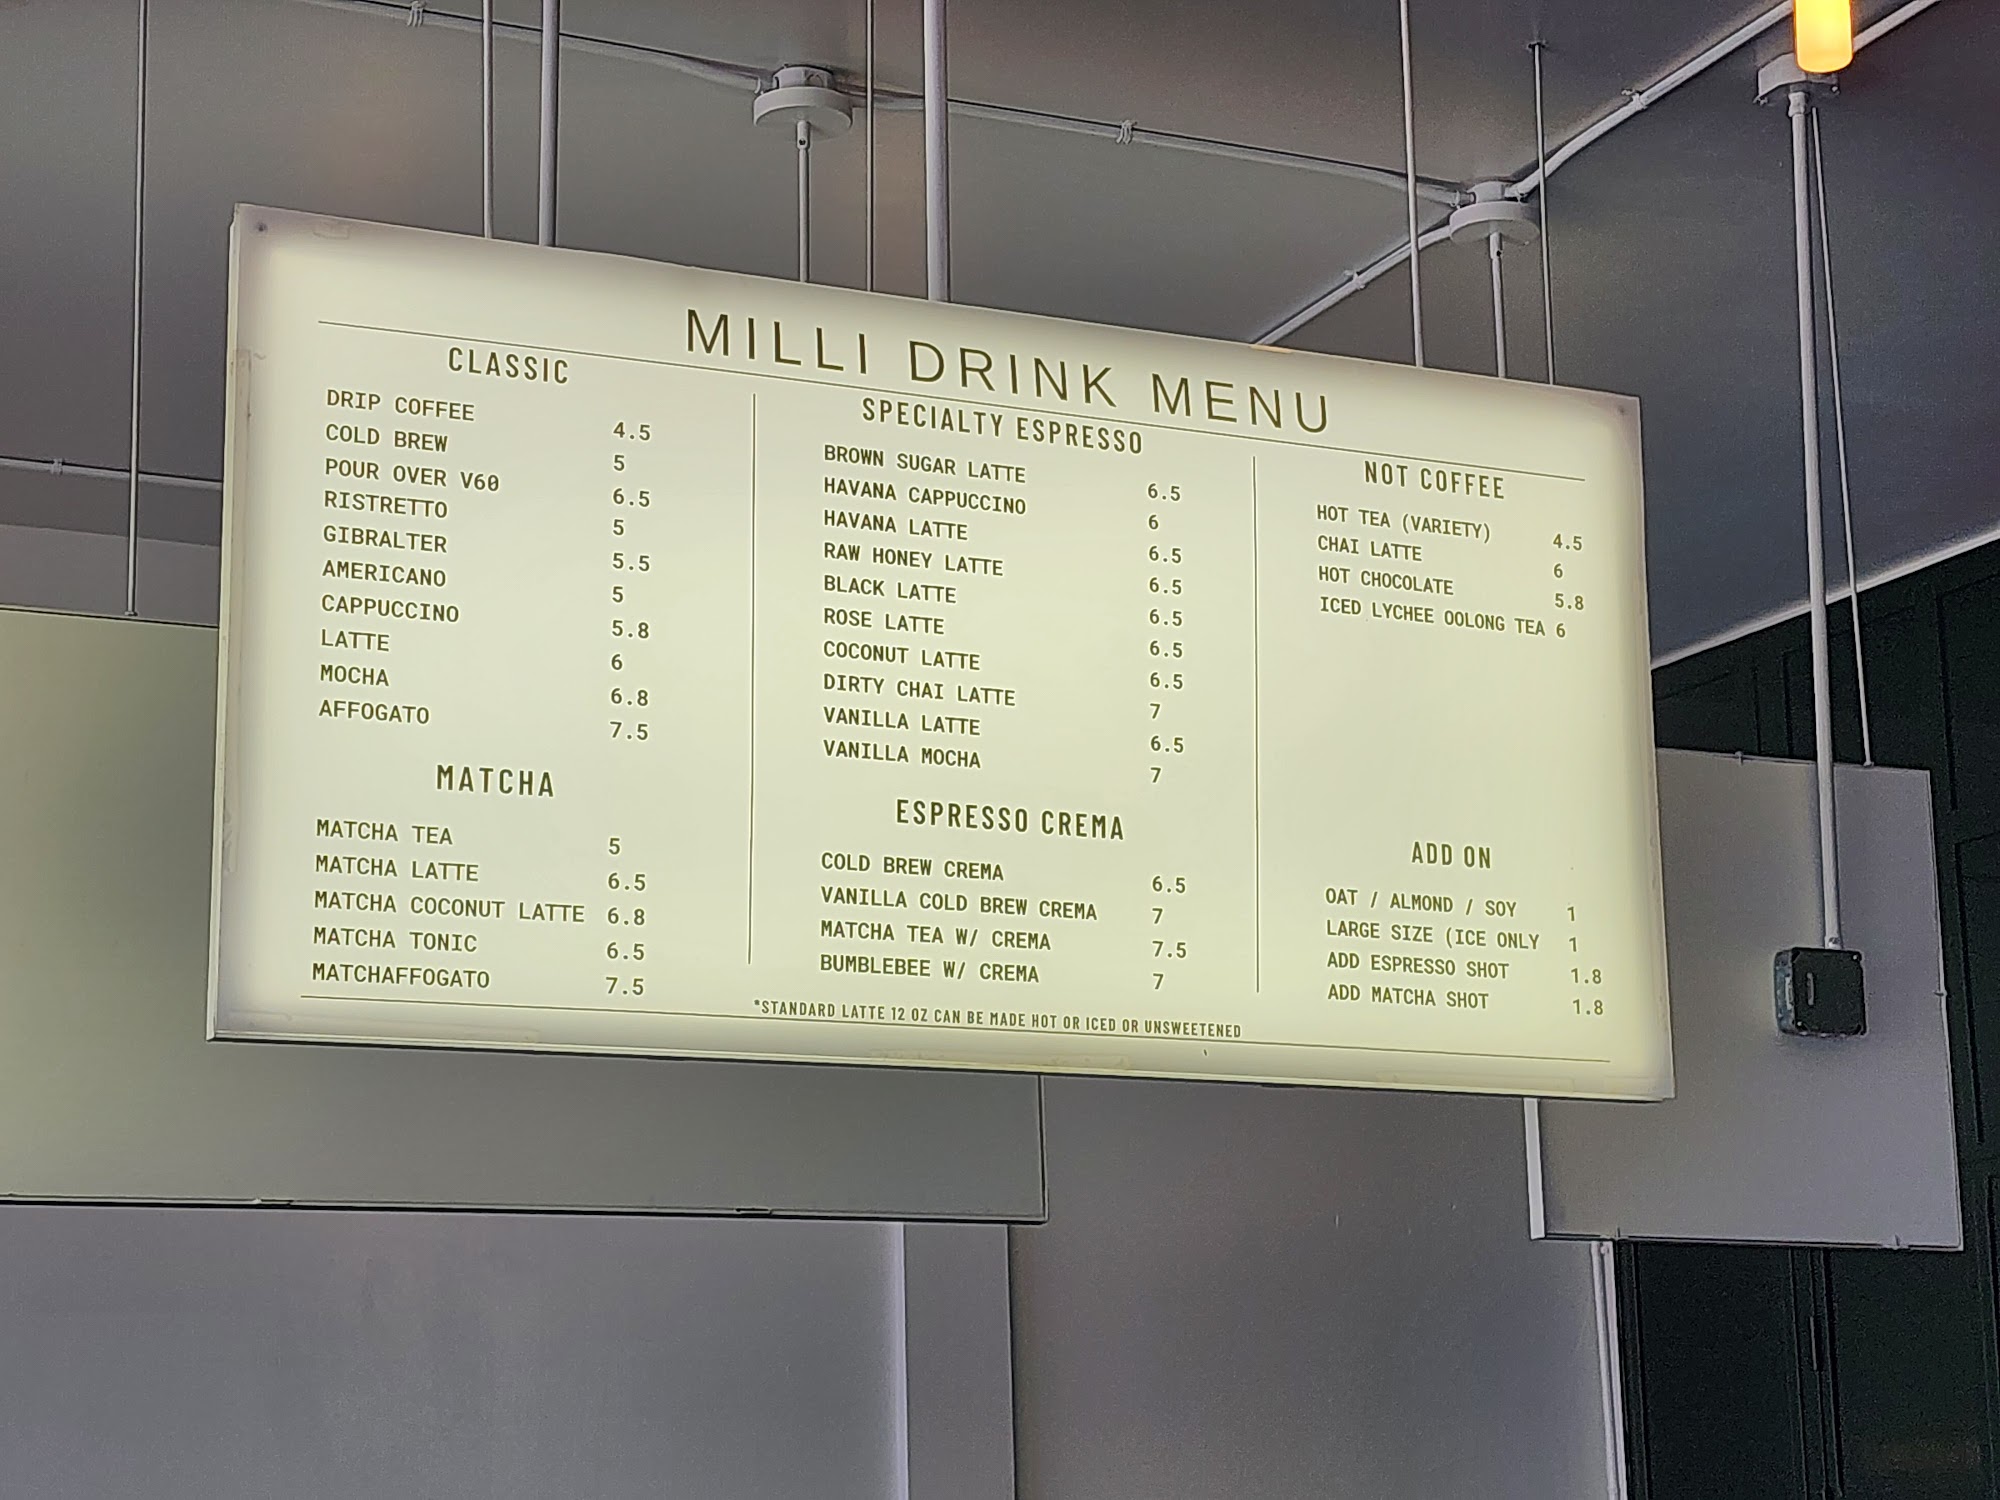 MILLI DRINK MENU
CLASSIC
DRIP COFFEE 4.5
COLD BREW 5
POUR OVER V60 6.5
RISTRETTO 5
GIBRALTER 5.5
AMERICANO 5
CAPPUCCINO 5.8
LATTE 6
MOCHA 6.8
AFFOGATO 7.5
MATCHA
MATCHA TEA 5
MATCHA LATTE 6.5
MATCHA COCONUT LATTE 6.8
MATCHA TONIC 6.5
MATCHAFFOGATO 7.5
SPECIALTY ESPRESSO
BROWN SUGAR LATTE 6.5
HAVANA CAPPUCCINO 6
HAVANA LATTE 6.5
RAW HONEY LATTE 6.5
BLACK LATTE 6.5
ROSE LATTE 6.5
COCONUT LATTE 6.5
DIRTY CHAI LATTE 7
VANILLA LATTE 6.5
VANILLA MOCHA 7
ESPRESSO CREMA
COLD BREW CREMA 6.5
VANILLA COLD BREW CREMA 7
MATCHA TEA W/ CREMA 7.5
BUMBLEBEE W/ CREMA 7
NOT COFFEE
HOT TEA (VARIETY) 4.5
CHAI LATTE 6
HOT CHOCOLATE 5.8
ICED LYCHEE OOLONG TEA 6
ADD ON
OAT / ALMOND / SOY 1
LARGE SIZE (ICE ONLY 1
ADD ESPRESSO SHOT 1.8
ADD MATCHA SHOT 1.8
*STANDARD LATTE 12 OZ CAN BE MADE HOT OR ICED OR UNSWEETENED